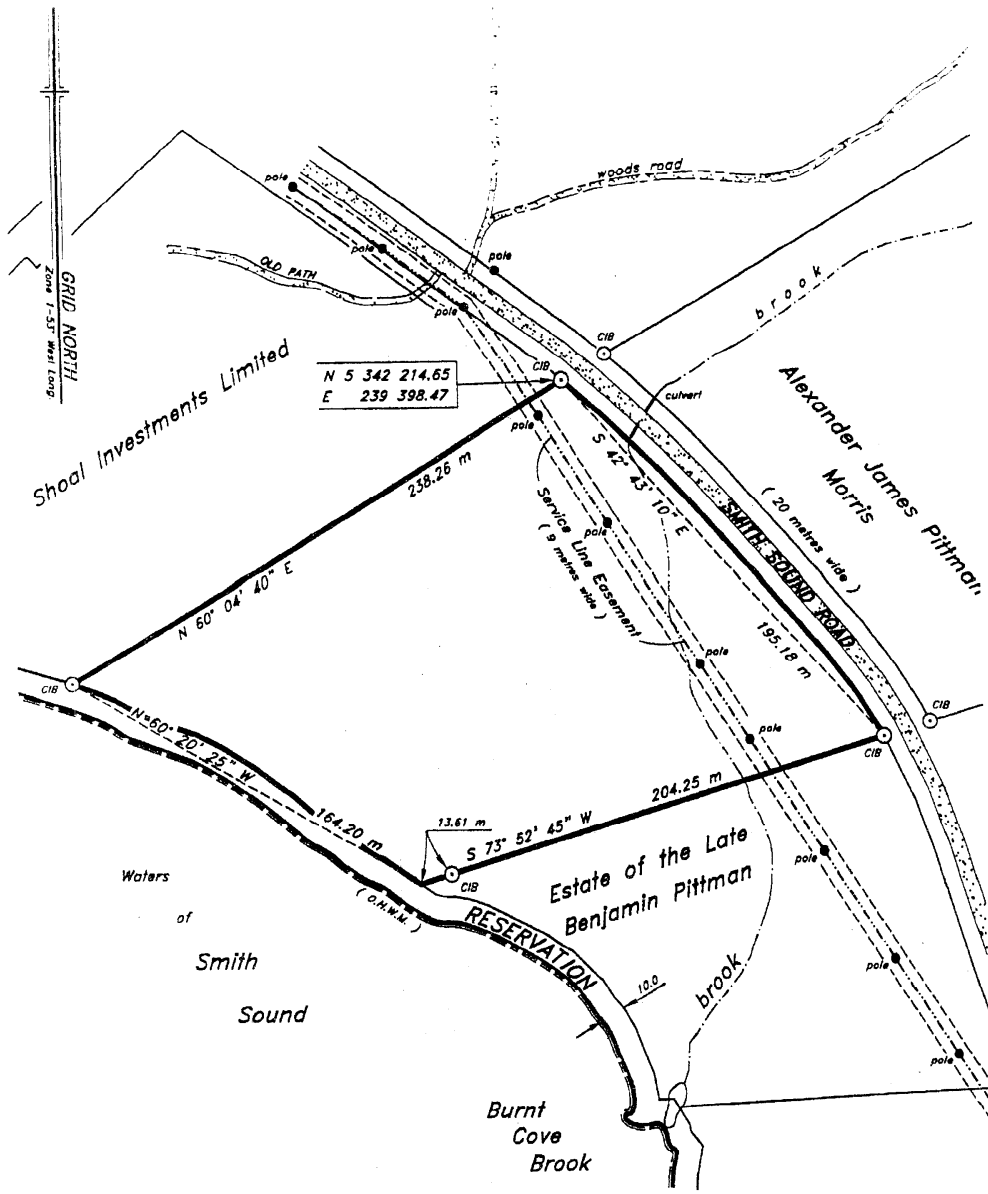 GRID NORTH
Zone 1-53° West Long.
pole
pole
pole
pole
woods road
OLD PATH
brook
CIB
CIB
culvert
N 5 342 214.65
E 239 398.47
Shoal Investments Limited
Alexander James Pittman
Morris
pole
pole
pole
pole
pole
pole
pole
238.26 m
N 60° 04' 40" E
S 42° 43' 10" E
195.18 m
Service Line Easement
( 9 metres wide )
SMITH SOUND ROAD
( 20 metres wide )
CIB
CIB
CIB
N 60° 20' 25" W
164.20 m
13.61 m
S 73° 52' 45" W
204.25 m
CIB
Estate of the Late
Benjamin Pittman
Waters
of
Smith
Sound
( O.H.W.M. )
RESERVATION
10.0
brook
Burnt
Cove
Brook